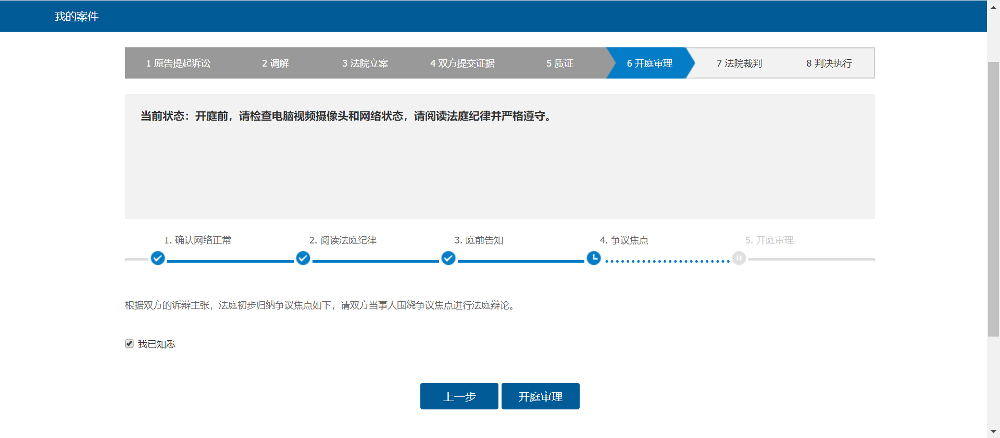 我的案件
1 原告提起诉讼 2 调解 3 法院立案 4 双方提交证据 5 质证 6 开庭审理 7 法院裁判 8 判决执行
当前状态：开庭前，请检查电脑视频摄像头和网络状态，请阅读法庭纪律并严格遵守。
1. 确认网络正常 2. 阅读法庭纪律 3. 庭前告知 4. 争议焦点 5. 开庭审理
根据双方的诉辩主张，法庭初步归纳争议焦点如下，请双方当事人围绕争议焦点进行法庭辩论。
我已知悉
上一步 开庭审理